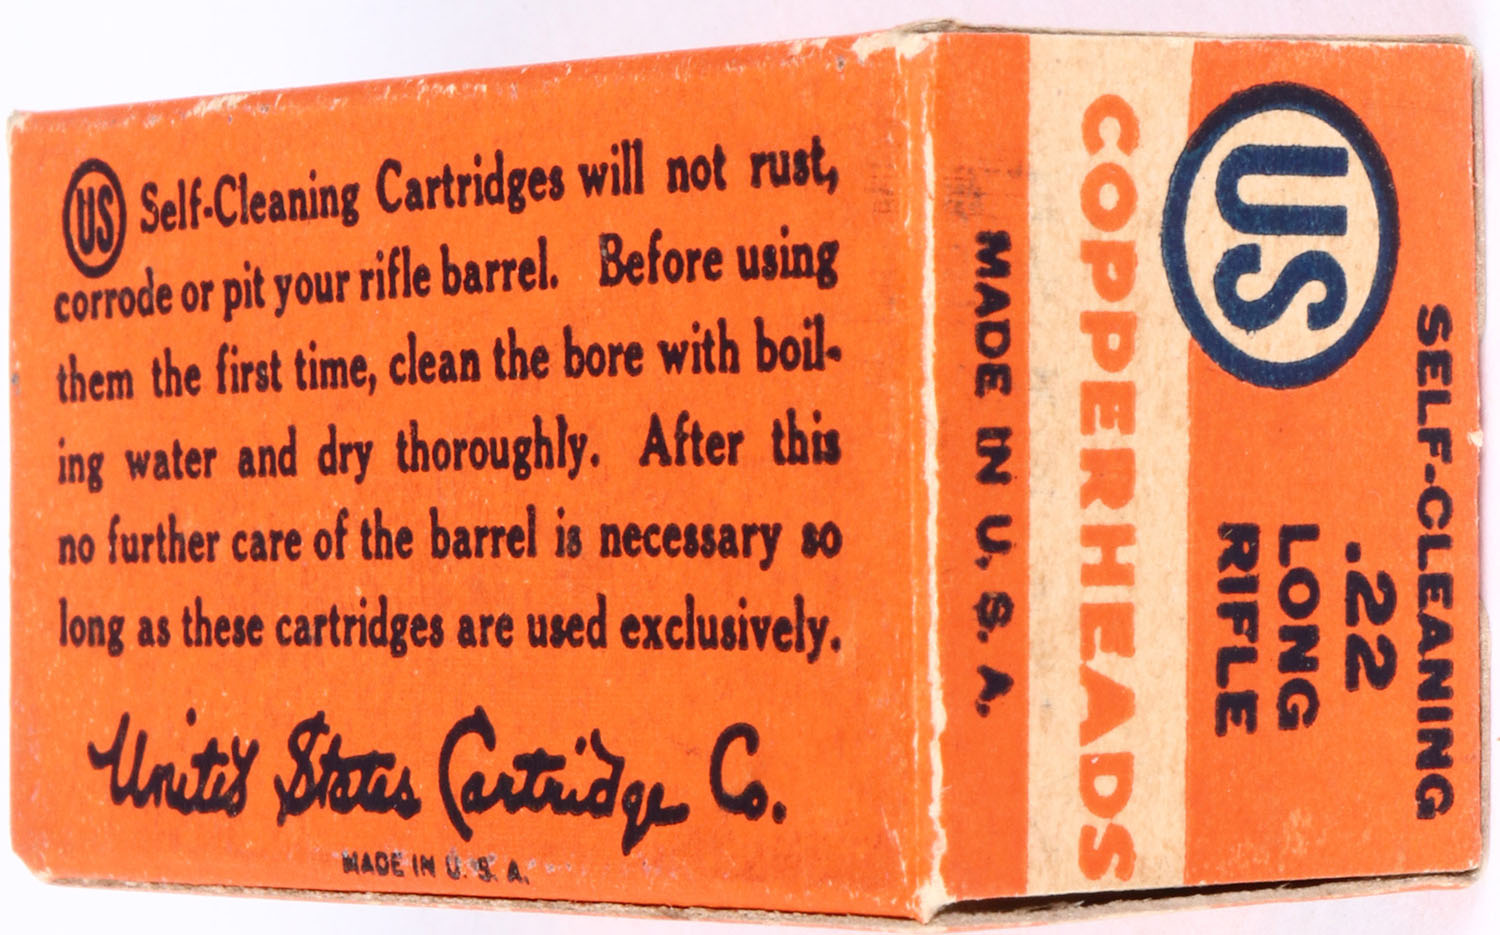 US Self-Cleaning Cartridges will not rust,
corrode or pit your rifle barrel. Before using
them the first time, clean the bore with boil-
ing water and dry thoroughly. After this
no further care of the barrel is necessary so
long as these cartridges are used exclusively.
United States Cartridge Co.
MADE IN U. S. A.
SELF-CLEANING
.22
LONG
RIFLE
US
COPPERHEADS
MADE IN U. S. A.